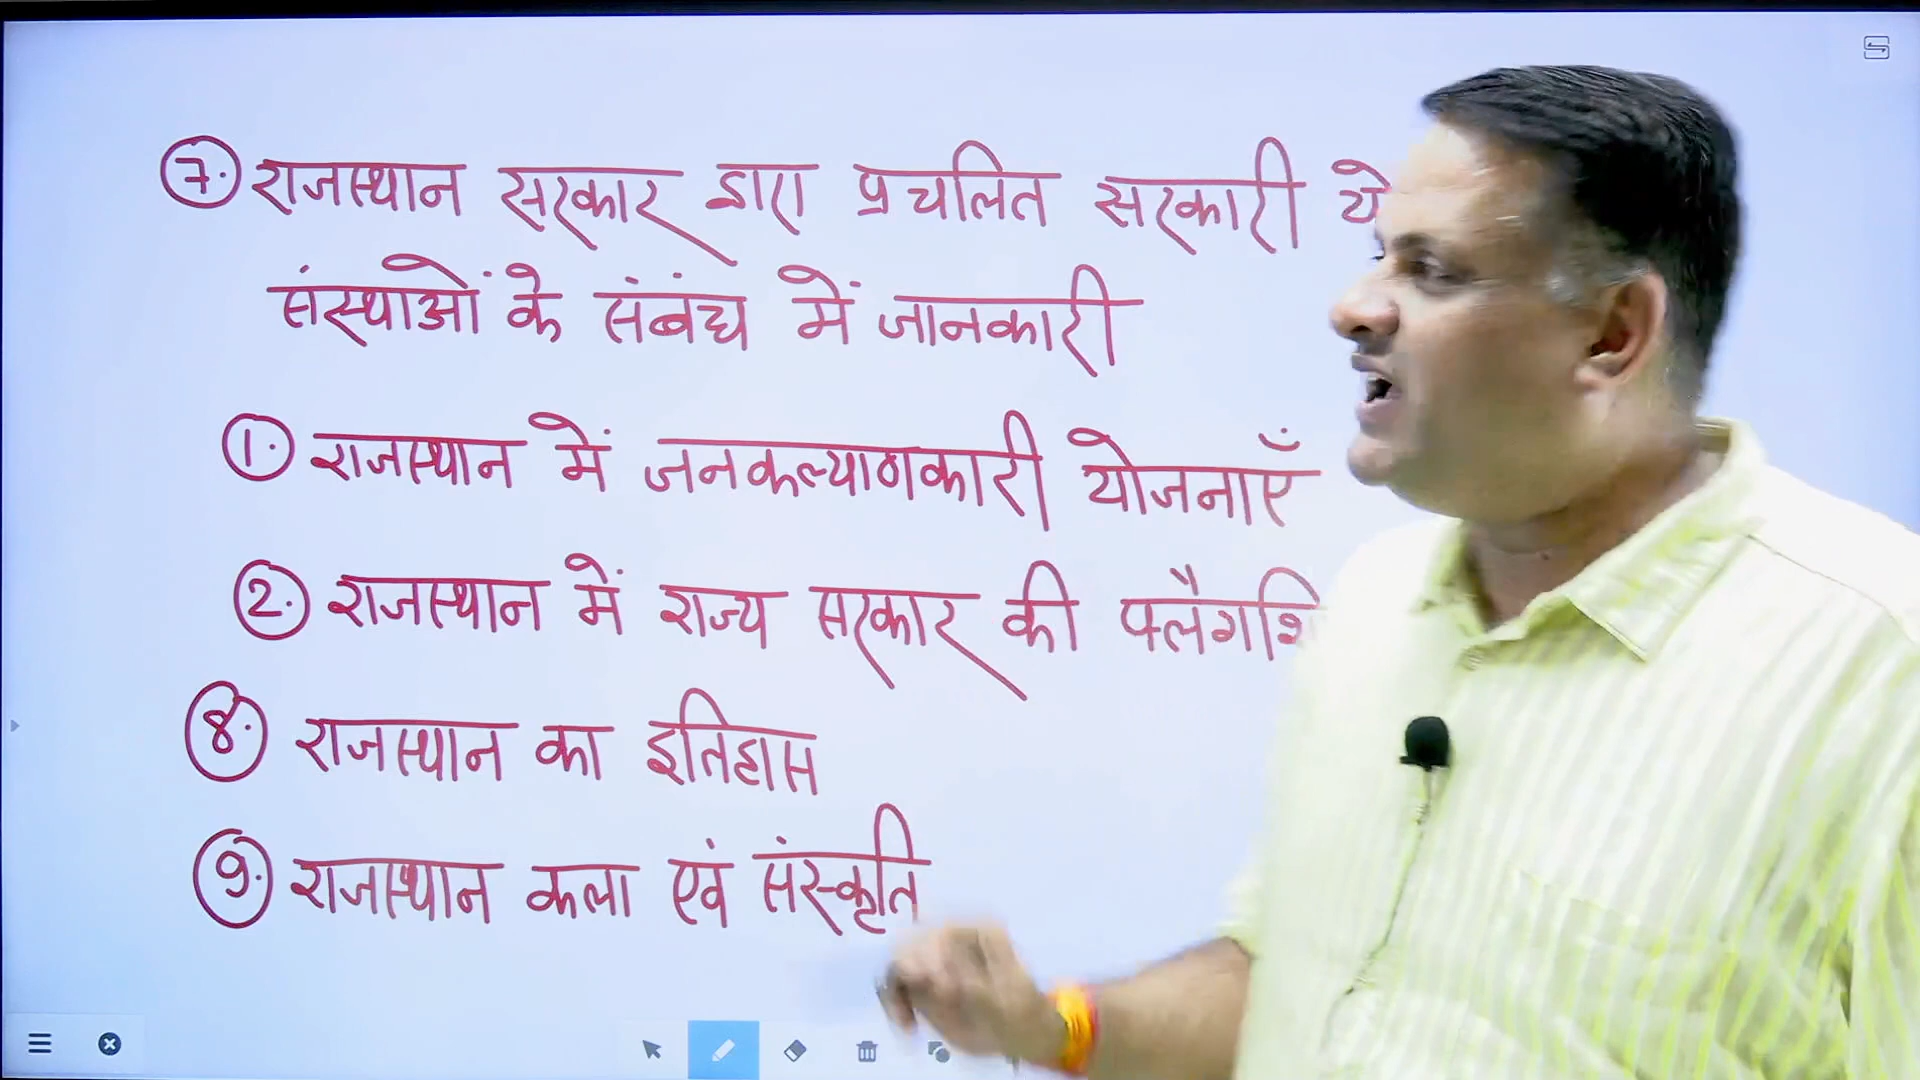 7. राजस्थान सरकार द्वारा प्रचलित सरकारी
संस्थाओं के संबंध में जानकारी
1. राजस्थान में जनकल्याणकारी योजनाएँ
2. राजस्थान में राज्य सरकार की
8. राजस्थान का इतिहास
9. राजस्थान कला एवं संस्कृति